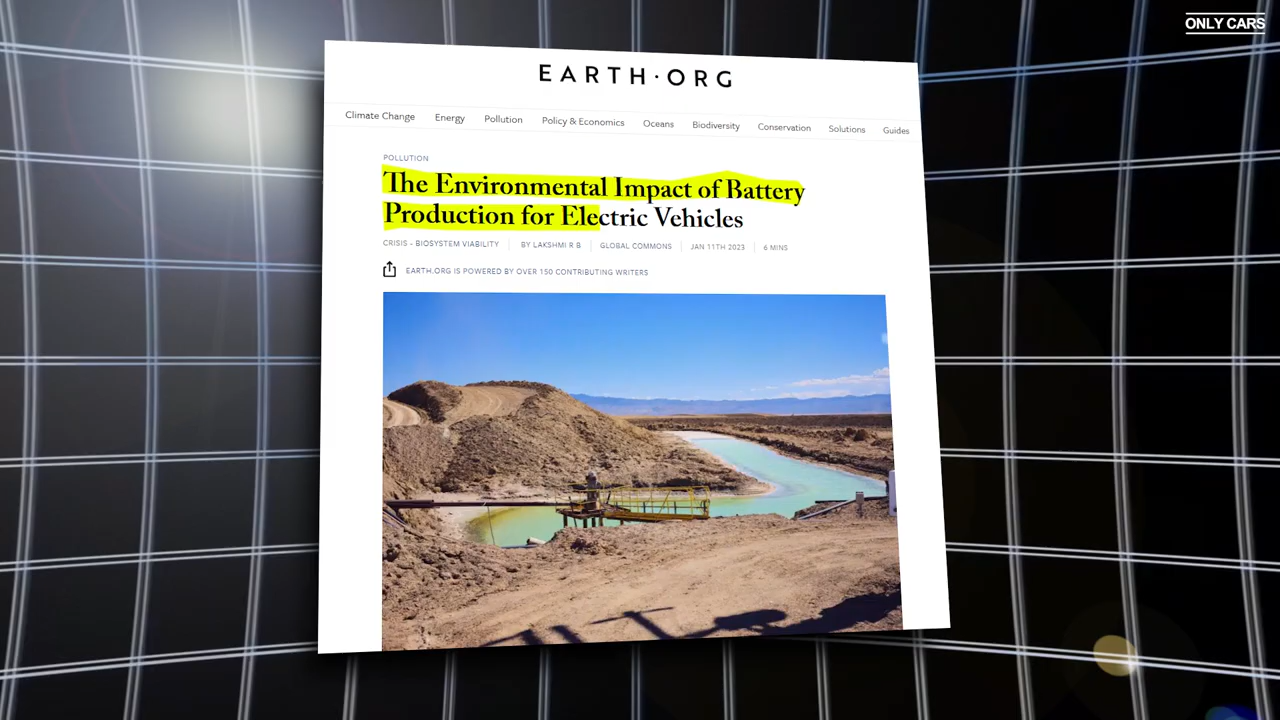 ONLY CARS
EARTH·ORG
Climate Change Energy Pollution Policy & Economics Oceans Biodiversity Conservation Solutions Guides
POLLUTION
The Environmental Impact of Battery
Production for Electric Vehicles
CRISIS - BIOSYSTEM VIABILITY BY LAKSHMI R B GLOBAL COMMONS JAN 11TH 2023 6 MINS
EARTH.ORG IS POWERED BY OVER 150 CONTRIBUTING WRITERS